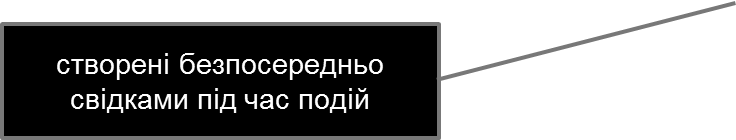 створені безпосередньо
свідками під час подій